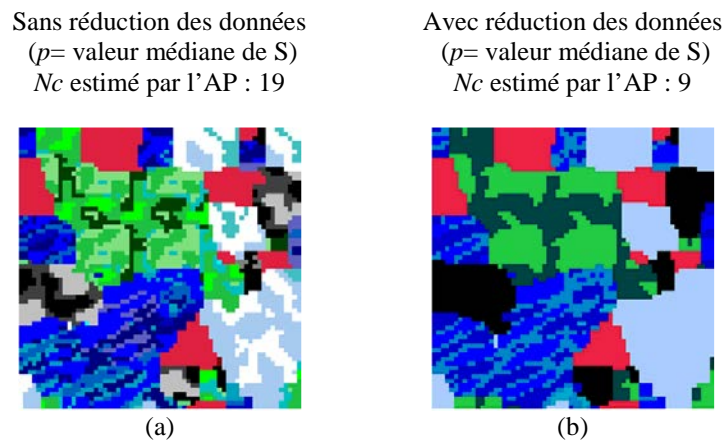 Sans réduction des données
(p= valeur médiane de S)
Nc estimé par l'AP : 19
Avec réduction des données
(p= valeur médiane de S)
Nc estimé par l'AP : 9
(a)
(b)